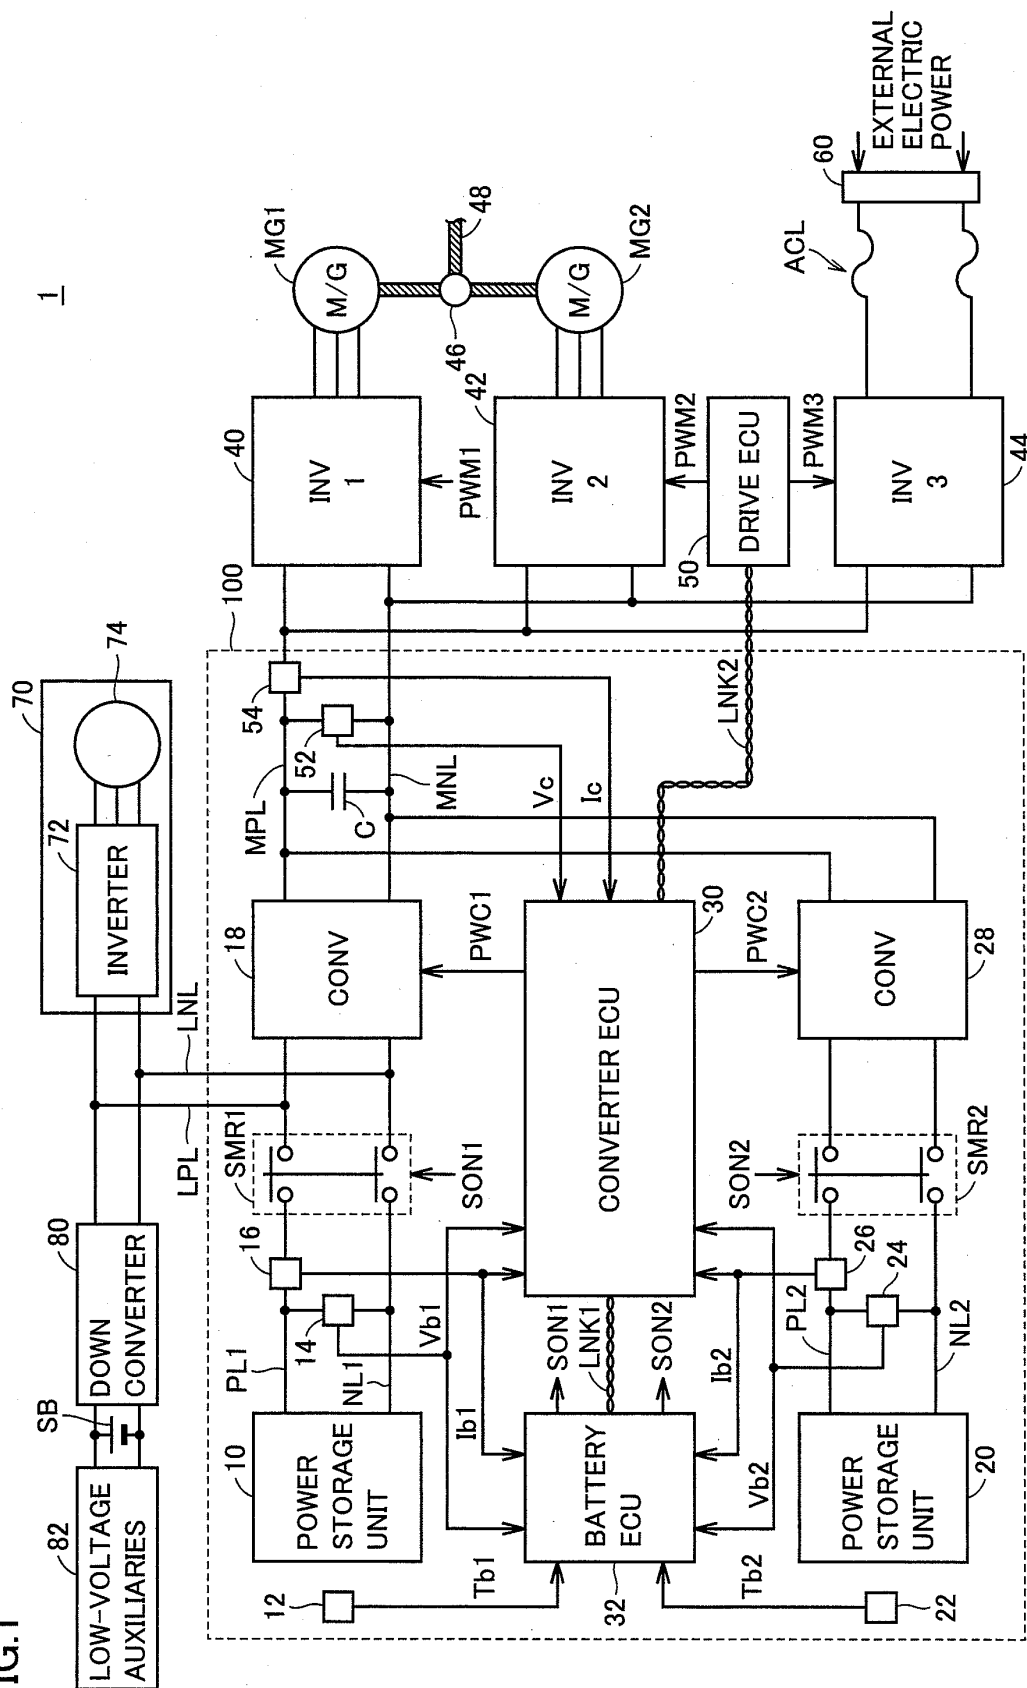 IG.1
1
82
LOW-VOLTAGE
AUXILIARIES
SB
80
DOWN
CONVERTER
LPL
LNL
70
72
INVERTER
74
100
10
POWER
STORAGE
UNIT
PL1
NL1
14
16
SMR1
SON1
18
CONV
MPL
MNL
C
52
54
40
INV
1
PWM1
MG1
M/G
46
48
12
Tb1
Ib1
Vb1
32
BATTERY
ECU
SON1
LNK1
SON2
CONVERTER ECU
30
PWC1
PWC2
Vc
Ic
LNK2
42
INV
2
PWM2
M/G
MG2
50
DRIVE ECU
PWM3
Tb2
Vb2
Ib2
22
20
POWER
STORAGE
UNIT
PL2
NL2
24
26
SON2
SMR2
28
CONV
44
INV
3
ACL
60
EXTERNAL
ELECTRIC
POWER